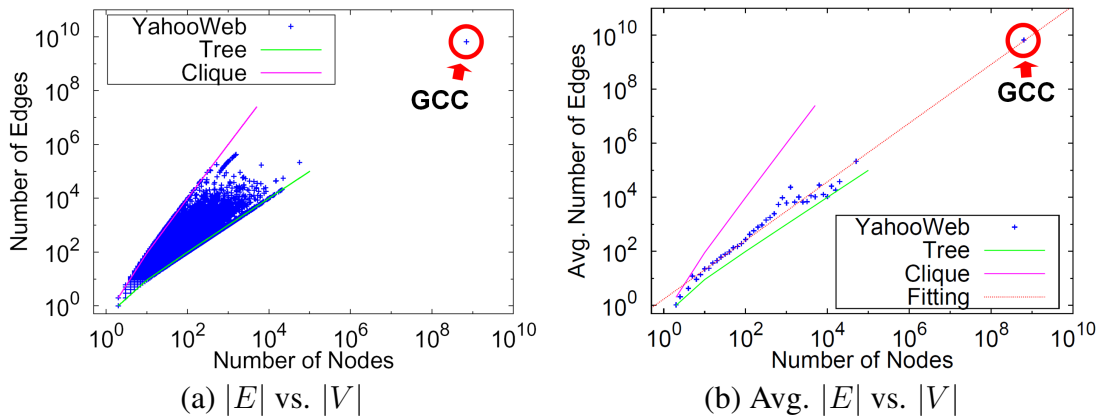 Number of Edges
10^10
10^8
10^6
10^4
10^2
10^0
YahooWeb
Tree
Clique
GCC
10^0 10^2 10^4 10^6 10^8 10^10
Number of Nodes
(a) |E| vs. |V|
Avg. Number of Edges
10^10
10^8
10^6
10^4
10^2
10^0
GCC
YahooWeb
Tree
Clique
Fitting
10^0 10^2 10^4 10^6 10^8 10^10
Number of Nodes
(b) Avg. |E| vs. |V|